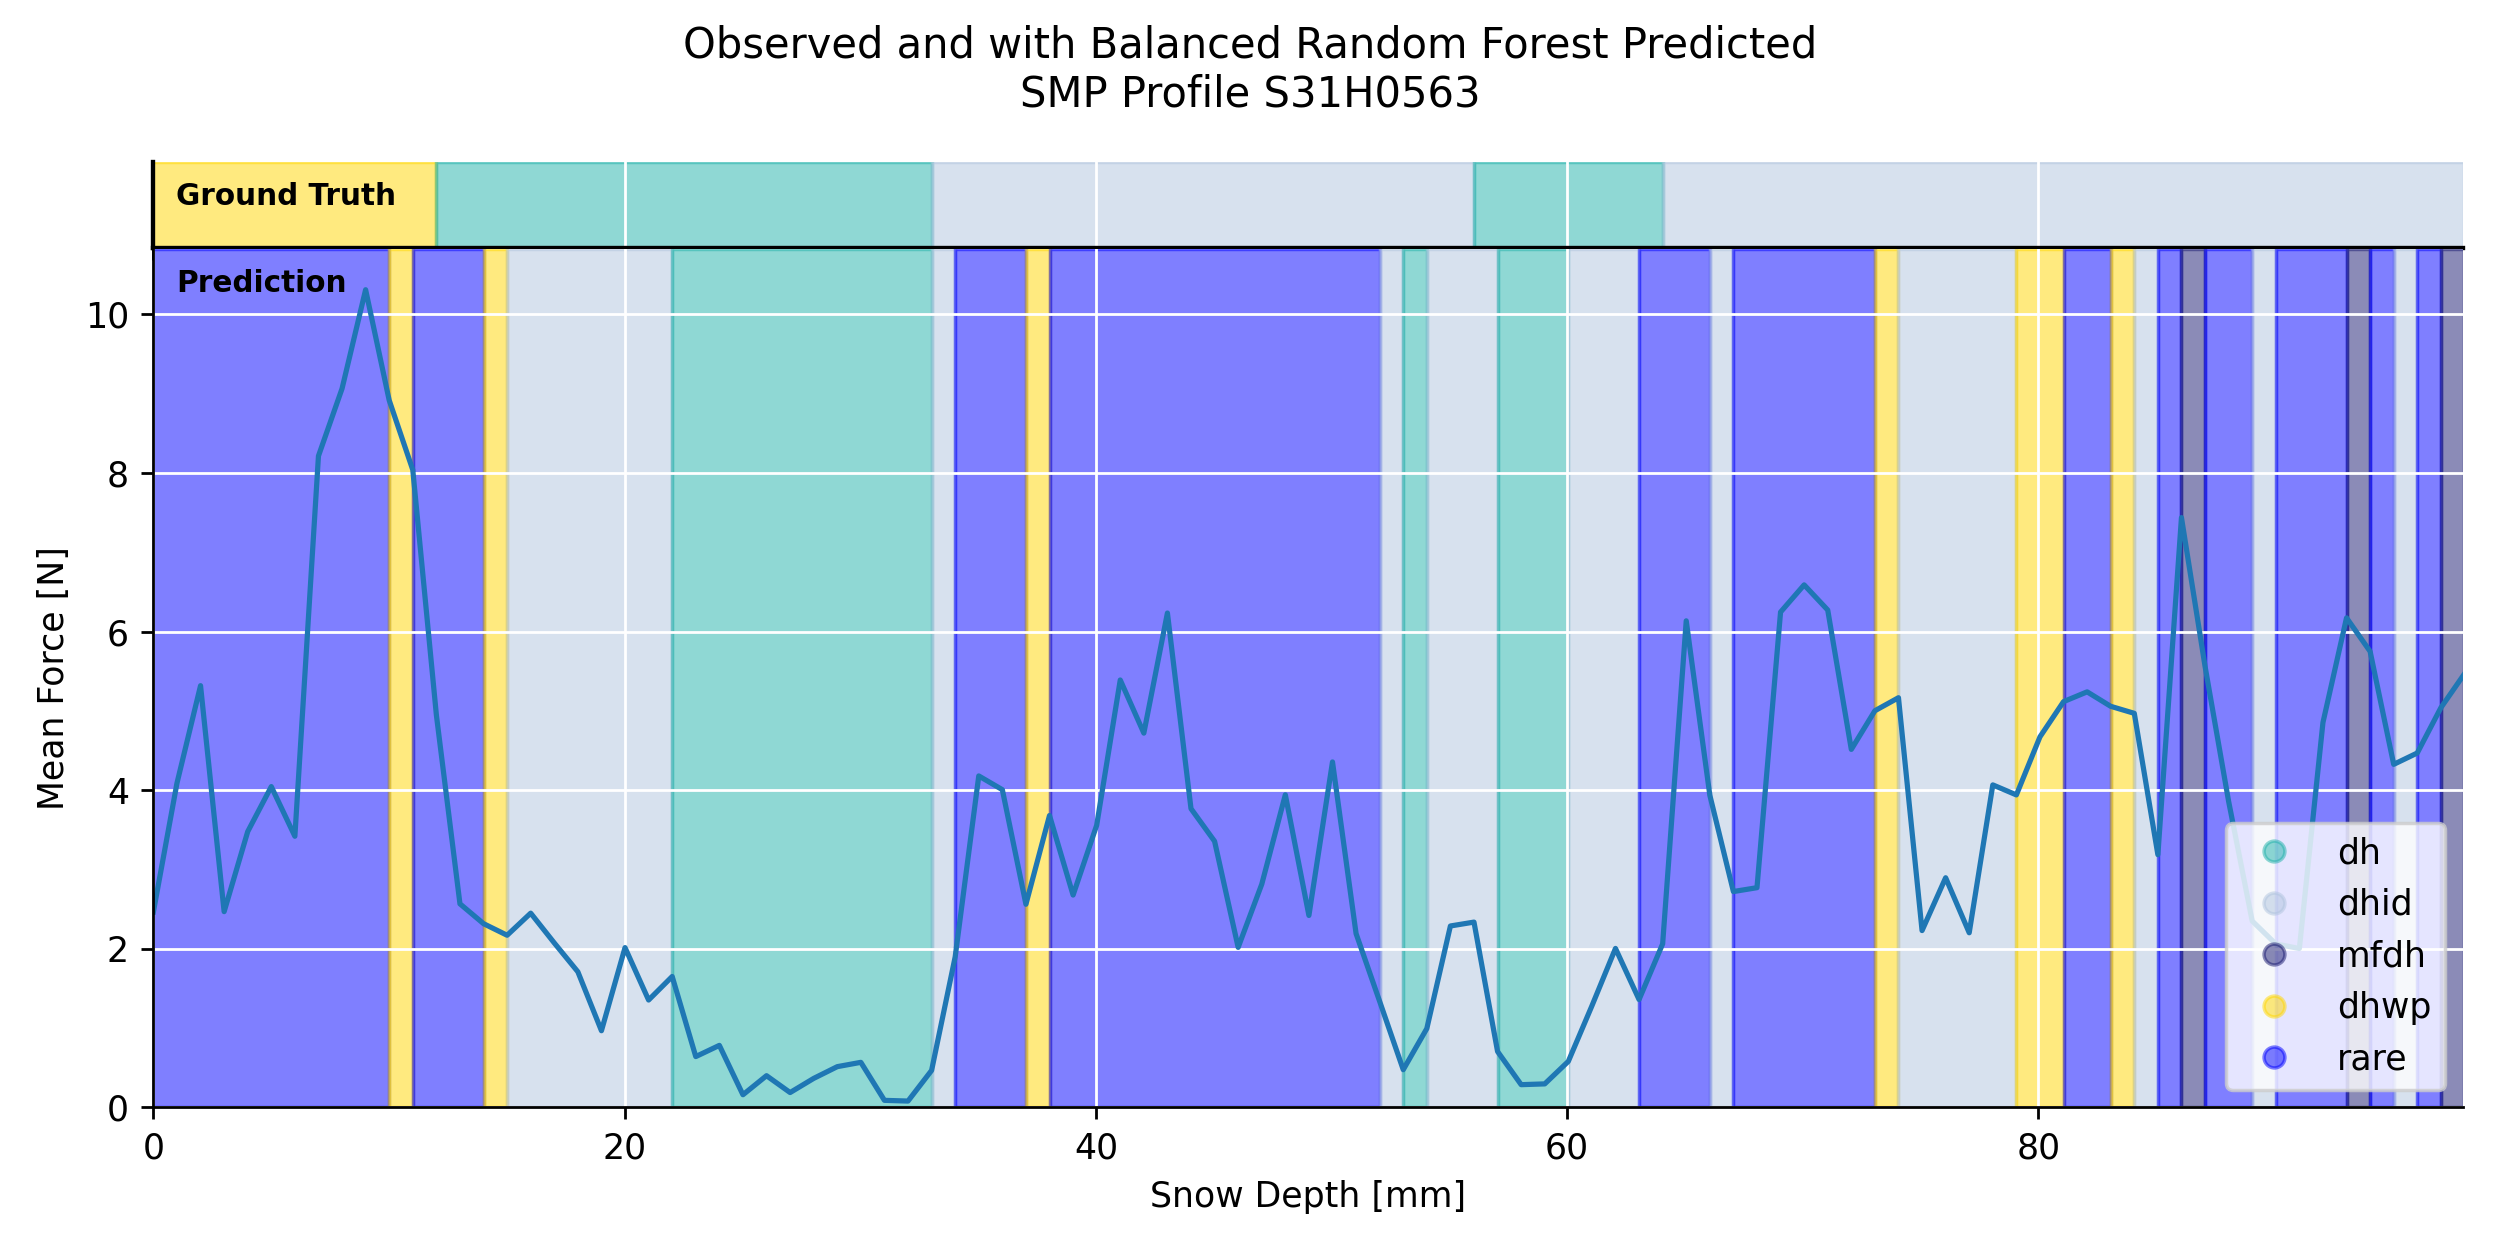 Observed and with Balanced Random Forest Predicted
SMP Profile S31H0563
Ground Truth
Prediction
10
8
6
4
2
0
Mean Force [N]
0 20 40 60 80
Snow Depth [mm]
dh
dhid
mfdh
dhwp
rare